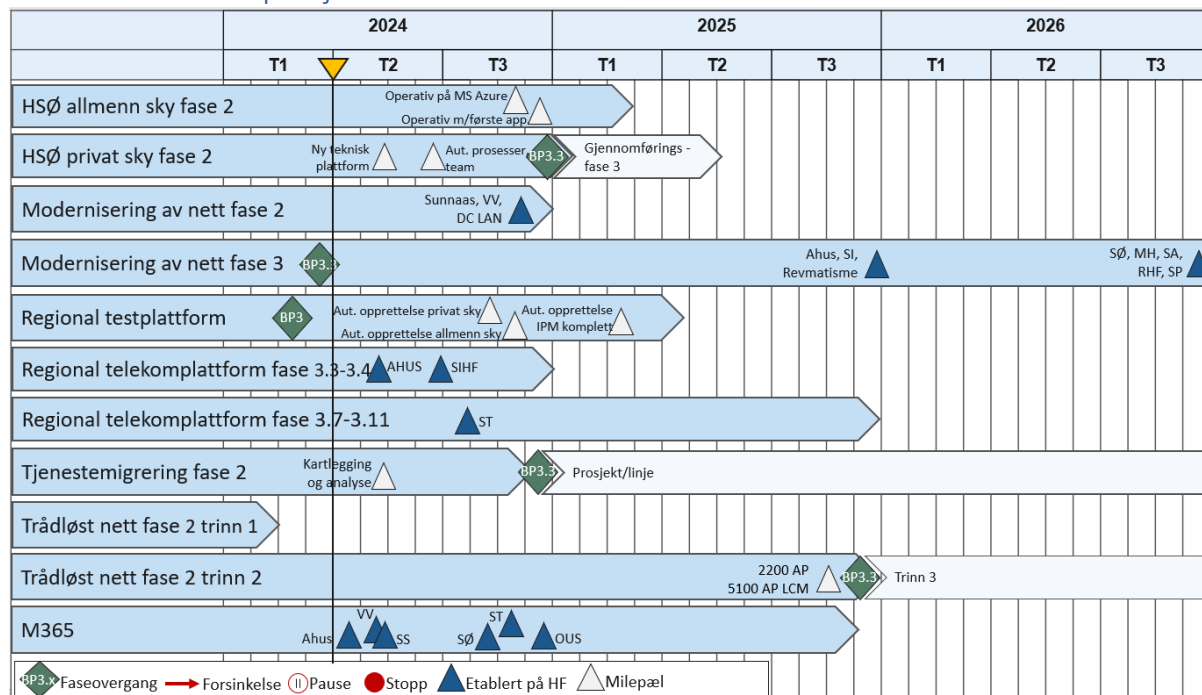 2024 2025 2026
T1 T2 T3 T1 T2 T3 T1 T2 T3
HSØ allmenn sky fase 2
Operativ på MS Azure
Operativ m/første app
HSØ privat sky fase 2
Ny teknisk
plattform
Aut. prosesser,
team
BP3.3
Gjennomførings -
fase 3
Modernisering av nett fase 2
Sunnaas, VV,
DC LAN
Modernisering av nett fase 3
BP3.3
Ahus, SI,
Revmatisme
SØ, MH, SA,
RHF, SP
Regional testplattform
BP3
Aut. opprettelse privat sky
Aut. opprettelse allmenn sky
Aut. opprettelse
IPM komplett
Regional telekomplattform fase 3.3-3.4
AHUS
SIHF
Regional telekomplattform fase 3.7-3.11
ST
Tjenestemigrering fase 2
Kartlegging
og analyse
BP3.3
Prosjekt/linje
Trådløst nett fase 2 trinn 1
Trådløst nett fase 2 trinn 2
2200 AP
5100 AP LCM
BP3.3
Trinn 3
M365
Ahus
VV
SS
SØ
ST
OUS
BP3.x Faseovergang Forsinkelse Pause Stopp Etablert på HF Milepæl